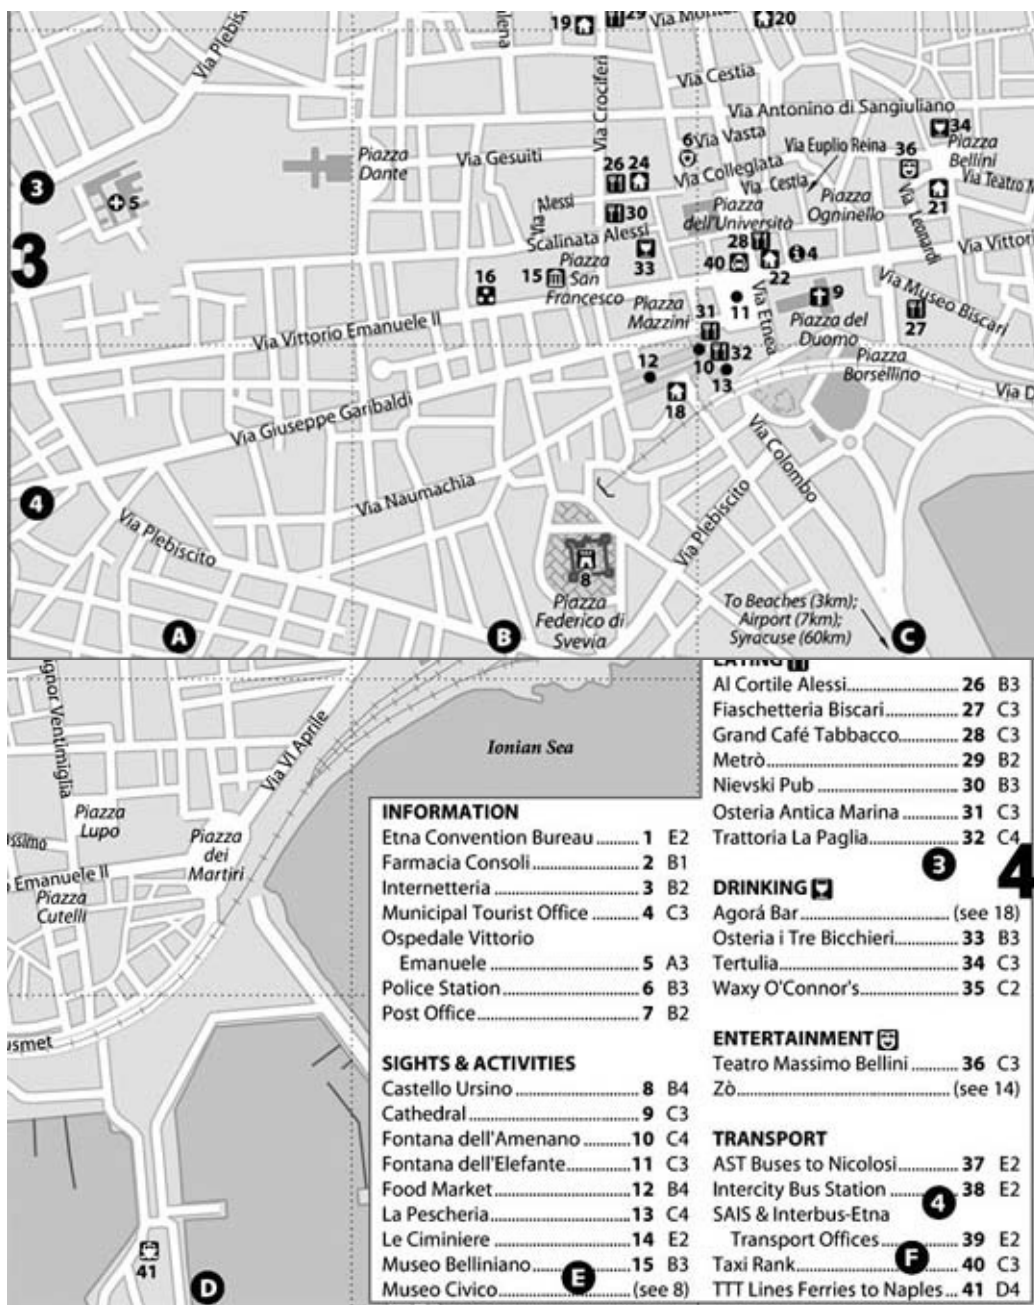 19
29
Via Plebis
alena
20
Via Cestia
Via Plebis
Via Crociferi
Via Antonino di Sangiuliano
34
Via Vasta
6
Via Euplio Reina
36
Piazza
Bellini
Piazza
Dante
Via Gesuiti
26 24
Via Collegiata
Via Teatro M
3
5
Via Alessi
30
Via Cestia
Piazza
dell'Università
Piazza
Ogninello
21
Via Leonardi
Scalinata Alessi
28
4
Via Vittori
3
33
40
22
16
15
Piazza
San
Francesco
Piazza
Mazzini
31
11
Via Etnea
9
Piazza del
Duomo
27
Via Museo Biscari
Via Vittorio Emanuele II
12
10
32
13
Piazza
Borsellino
18
Via D
Via Giuseppe Garibaldi
Via Colombo
4
Via Naumachia
Via Plebiscito
Via Plebiscito
8
Piazza
Federico di
Svevia
To Beaches (3km);
Airport (7km);
Syracuse (60km)
A
B
C
gnor Ventimiglia
Via VI Aprile
Ionian Sea
Piazza
Lupo
Piazza
dei
Martiri
assimo
o Emanuele II
Piazza
Cutelli
usmet
41
D
INFORMATION
Etna Convention Bureau 1 E2
Farmacia Consoli 2 B1
Internetteria 3 B2
Municipal Tourist Office 4 C3
Ospedale Vittorio
Emanuele 5 A3
Police Station 6 B3
Post Office 7 B2
SIGHTS & ACTIVITIES
Castello Ursino 8 B4
Cathedral 9 C3
Fontana dell'Amenano 10 C4
Fontana dell'Elefante 11 C3
Food Market 12 B4
La Pescheria 13 C4
Le Ciminiere 14 E2
Museo Belliniano 15 B3
Museo Civico (see 8)
E
EATING
Al Cortile Alessi 26 B3
Fiaschetteria Biscari 27 C3
Grand Café Tabbacco 28 C3
Metrò 29 B2
Nievski Pub 30 B3
Osteria Antica Marina 31 C3
Trattoria La Paglia 32 C4
3
4
DRINKING
Agorá Bar (see 18)
Osteria i Tre Bicchieri 33 B3
Tertulia 34 C3
Waxy O'Connor's 35 C2
ENTERTAINMENT
Teatro Massimo Bellini 36 C3
Zò (see 14)
TRANSPORT
AST Buses to Nicolosi 37 E2
Intercity Bus Station 38 E2
4
SAIS & Interbus-Etna
Transport Offices 39 E2
F
Taxi Rank 40 C3
TTT Lines Ferries to Naples 41 D4